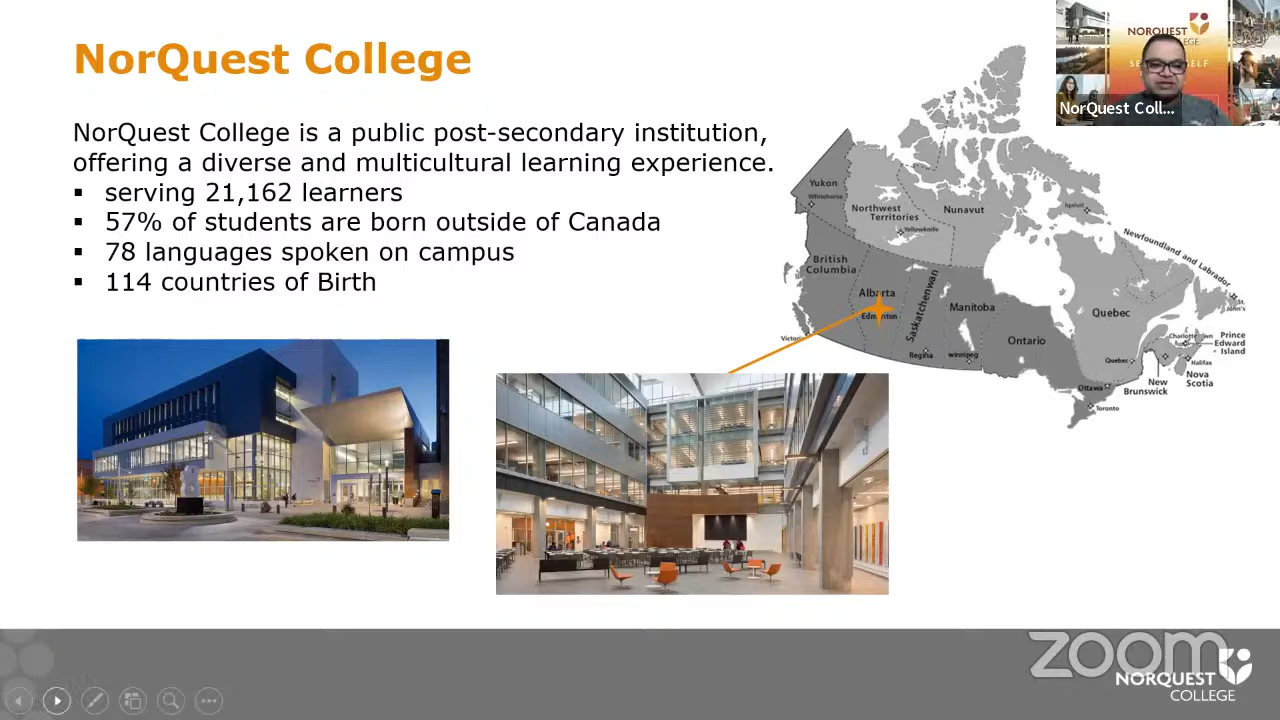 NorQuest College
NorQuest College is a public post-secondary institution,
offering a diverse and multicultural learning experience.
▪ serving 21,162 learners
▪ 57% of students are born outside of Canada
▪ 78 languages spoken on campus
▪ 114 countries of Birth
NORQUEST
NorQuest Coll...
Yukon
Whitehorse
Northwest
Territories
Yellowknife
Nunavut
Iqaluit
Newfoundland and Labrador
St.
John's
British
Columbia
Alberta
Edmonton
Saskatchewan
Manitoba
Ontario
Quebec
Victoria
Regina
winnipeg
Quebec
Prince
Edward
Island
Halifax
Nova
Scotia
New
Brunswick
Ottawa
Toronto
zoom
NORQUEST
COLLEGE